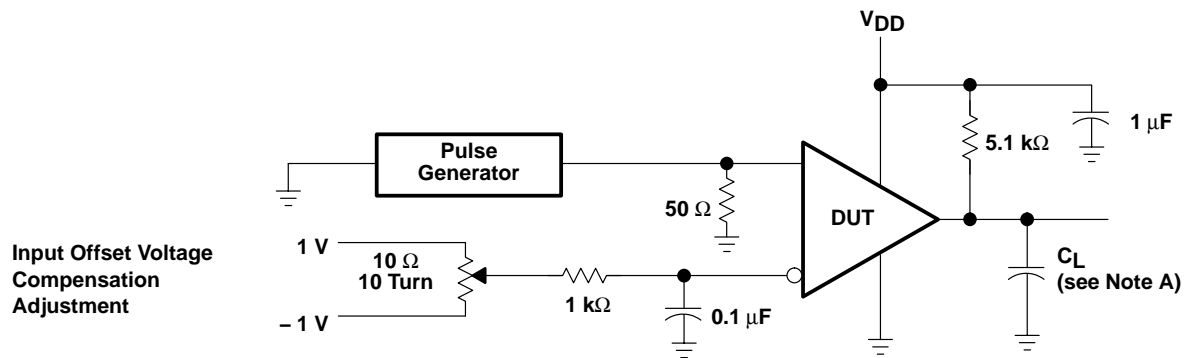 VDD
1 μF
5.1 kΩ
Pulse
Generator
50 Ω
DUT
Input Offset Voltage
Compensation
Adjustment
1 V
10 Ω
10 Turn
– 1 V
1 kΩ
0.1 μF
CL
(see Note A)